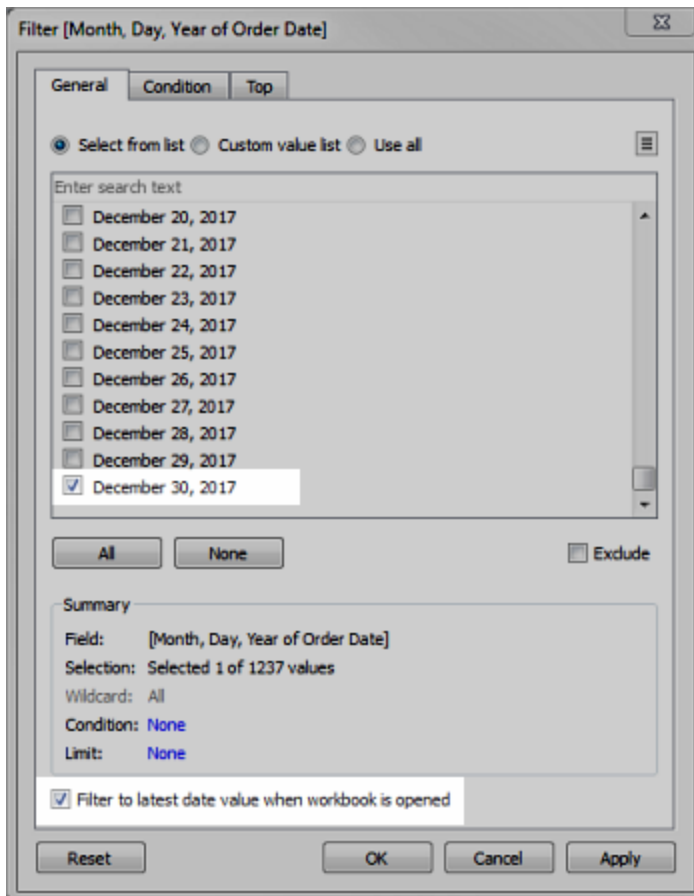 Filter [Month, Day, Year of Order Date]
General Condition Top
Select from list Custom value list Use all
Enter search text
December 20, 2017
December 21, 2017
December 22, 2017
December 23, 2017
December 24, 2017
December 25, 2017
December 26, 2017
December 27, 2017
December 28, 2017
December 29, 2017
December 30, 2017
All None Exclude
Summary
Field: [Month, Day, Year of Order Date]
Selection: Selected 1 of 1237 values
Wildcard: All
Condition: None
Limit: None
Filter to latest date value when workbook is opened
Reset OK Cancel Apply